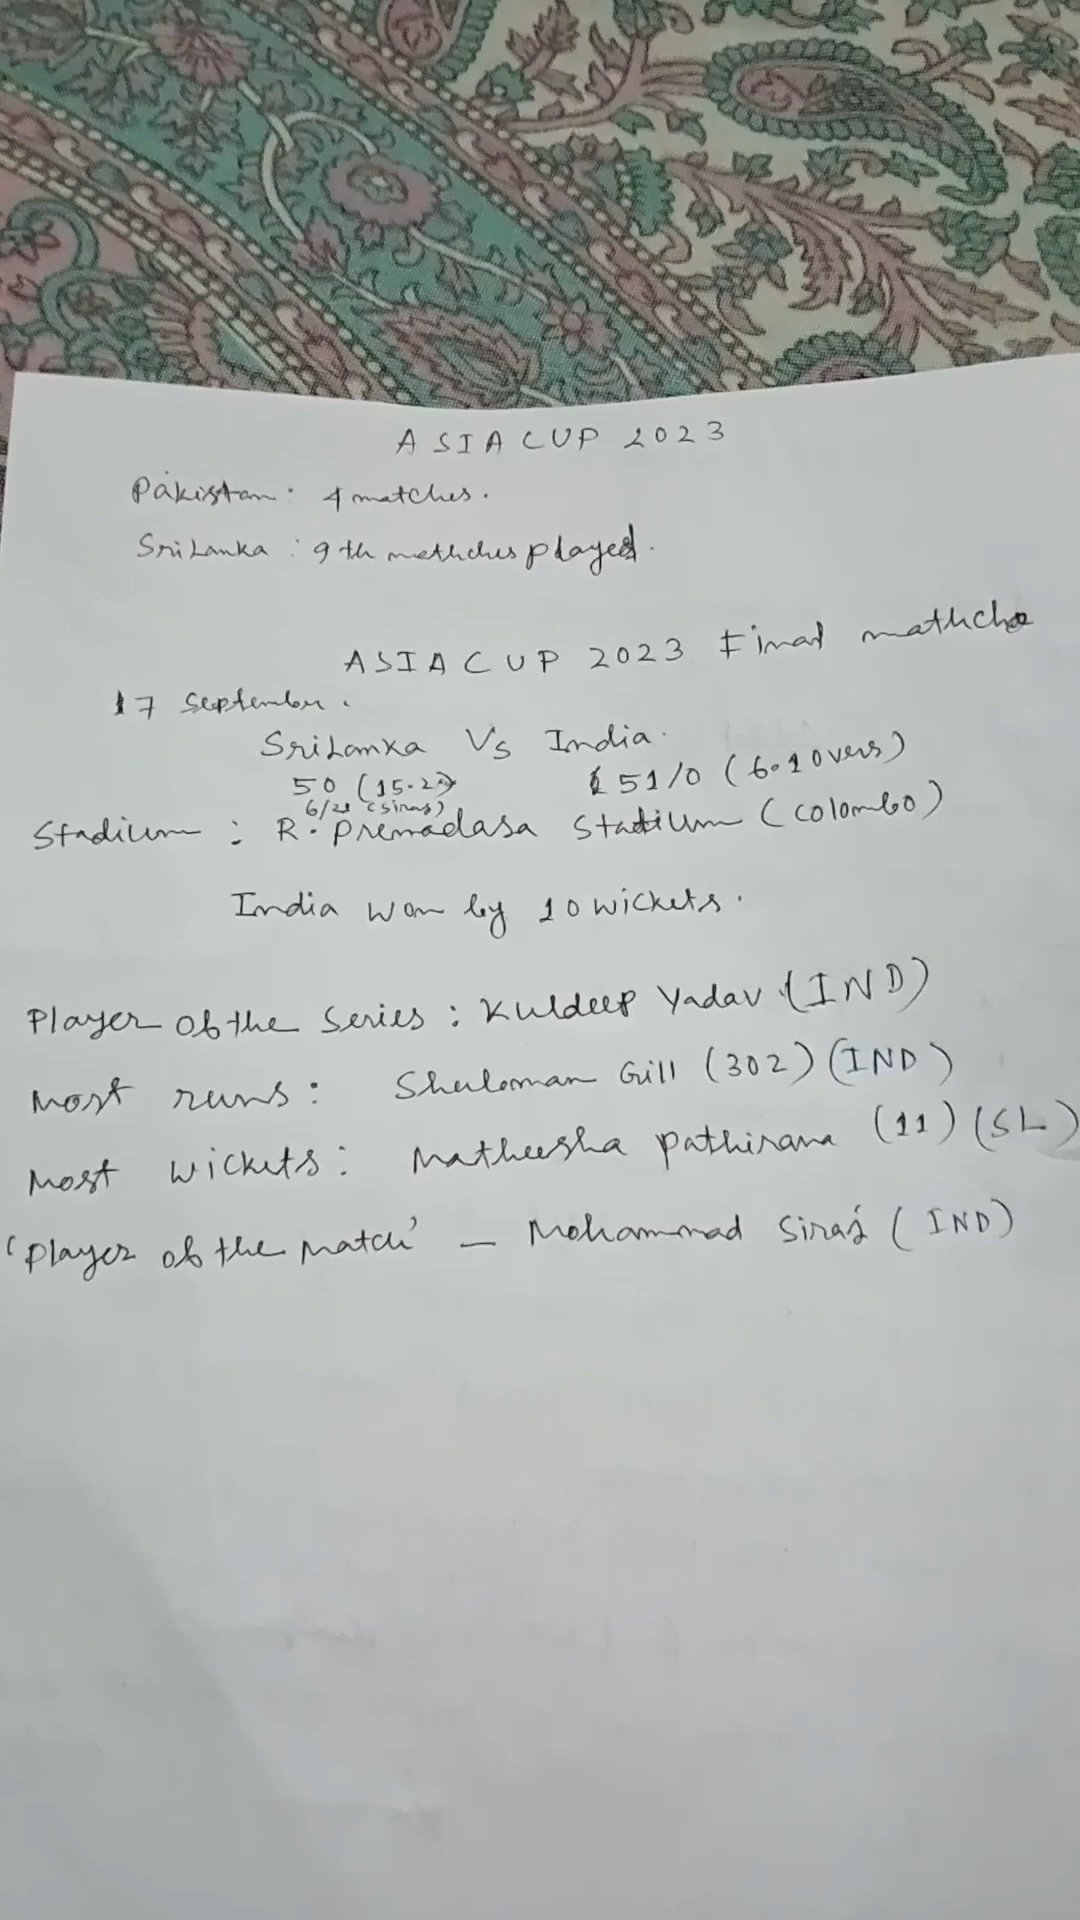 ASIA CUP 2023
Pakistan: 4 matches.
SriLanka : 9th mathches played.
ASIA CUP 2023 Final mathche
17 September.
SriLanka Vs India.
50 (15.2) 51/0 (6.1 overs)
6/21 (Siraj)
Stadium : R. Premadasa Stadium (Colombo)
India won by 10 wickets.
Player of the Series : Kuldeep Yadav (IND)
Most runs : Shubman Gill (302) (IND)
Most wickets : Matheesha Pathirana (11) (SL)
'Player of the Match' - Mohammad Siraj (IND)